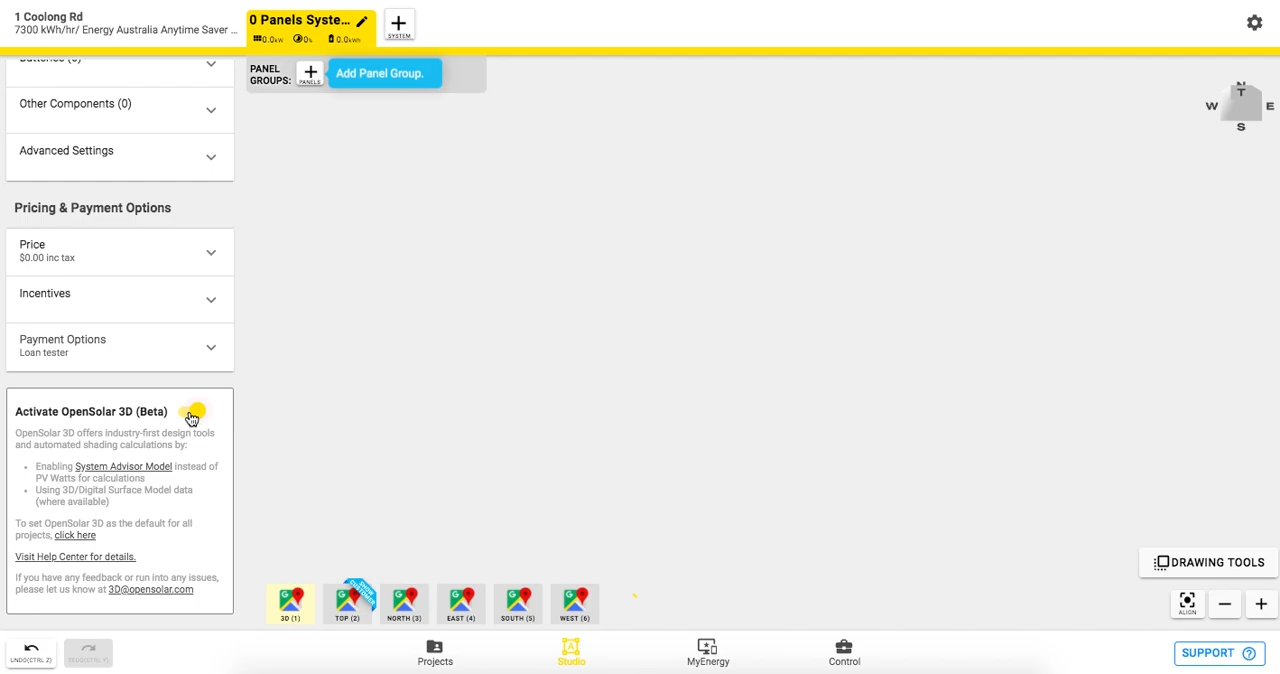 1 Coolong Rd
7300 kWh/hr/ Energy Australia Anytime Saver ...
0 Panels Syste...
0.0kW 0% 0.0kWh
SYSTEM
PANEL GROUPS:
PANELS
Add Panel Group.
N
T
W
E
S
Batteries (0)
Other Components (0)
Advanced Settings
Pricing & Payment Options
Price
$0.00 inc tax
Incentives
Payment Options
Loan tester
Activate OpenSolar 3D (Beta)
OpenSolar 3D offers industry-first design tools
and automated shading calculations by:
• Enabling System Advisor Model instead of
PV Watts for calculations
• Using 3D/Digital Surface Model data
(where available)
To set OpenSolar 3D as the default for all
projects, click here
Visit Help Center for details.
If you have any feedback or run into any issues,
please let us know at 3D@opensolar.com
DRAWING TOOLS
ALIGN
SHOW CUSTOMER
3D (1)
TOP (2)
NORTH (3)
EAST (4)
SOUTH (5)
WEST (6)
UNDO(CTRL Z)
REDO(CTRL Y)
Projects
Studio
MyEnergy
Control
SUPPORT